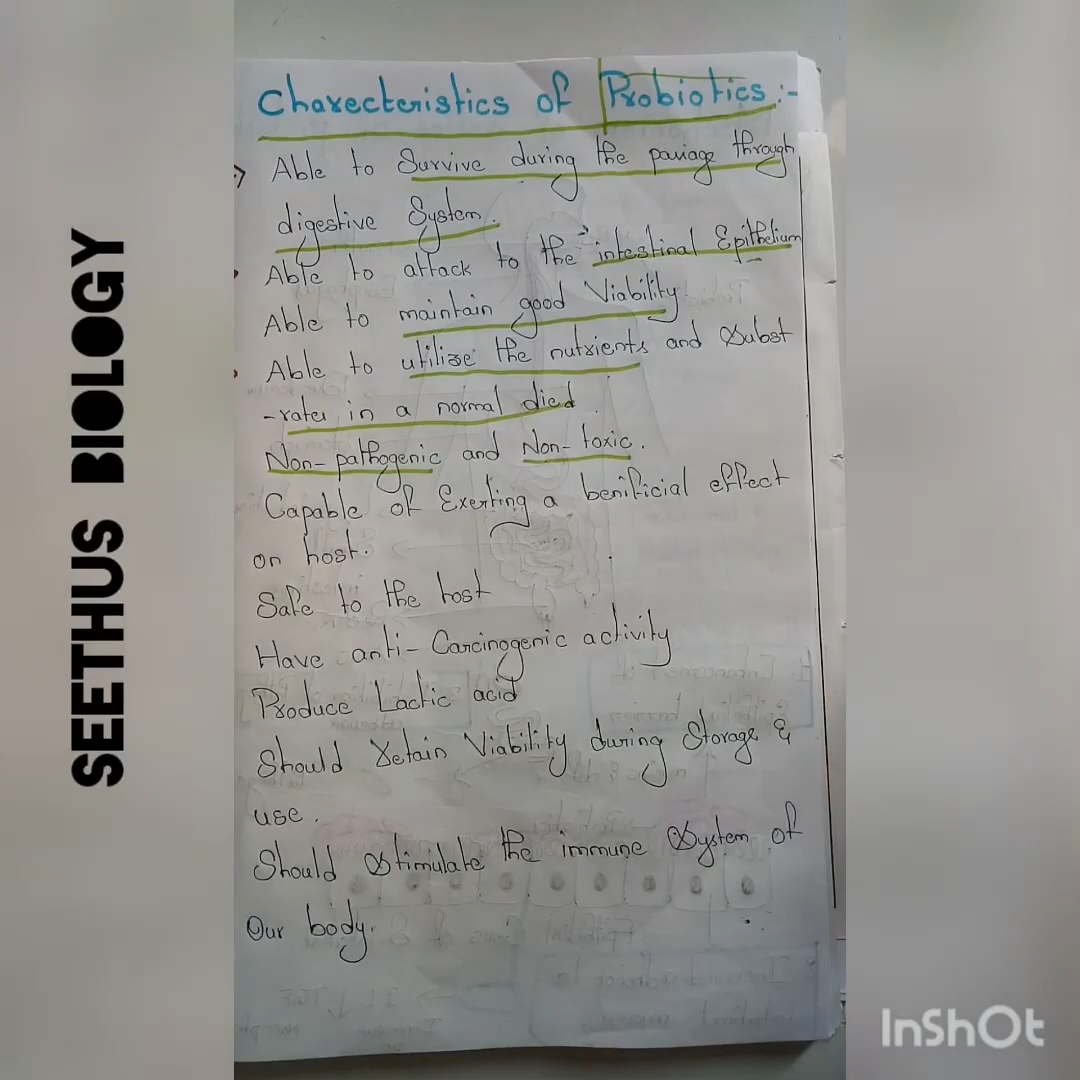 SEETHUS BIOLOGY
Charecteristics of Probiotics:-
Able to Survive during the passage through
digestive System.
Able to attack to the intestinal Epithelium
Able to maintain good Viability.
Able to utilize the nutrients and Subst
-rates in a normal died.
Non-pathogenic and Non-toxic.
Capable of Exerting a benificial effect
on host.
Safe to the host
Have anti-Carcinogenic activity
Produce Lactic acid
Should retain Viability during Storage &
use.
Should Stimulate the immune System of
Our body.
InShOt